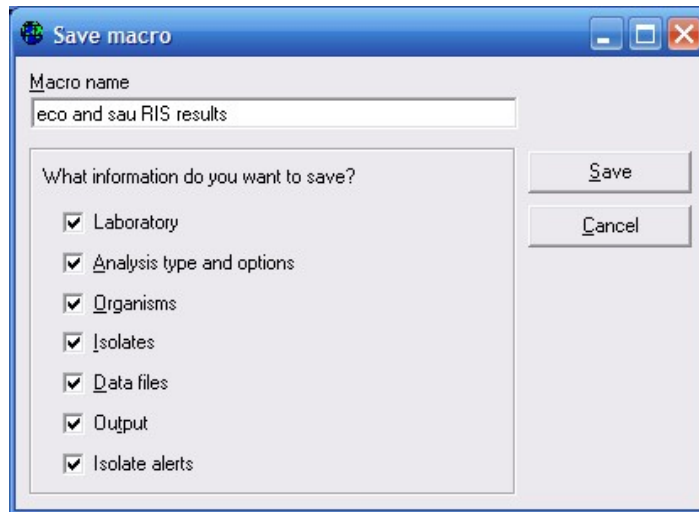 Save macro
Macro name
eco and sau RIS results
What information do you want to save?
Laboratory
Analysis type and options
Organisms
Isolates
Data files
Output
Isolate alerts
Save
Cancel